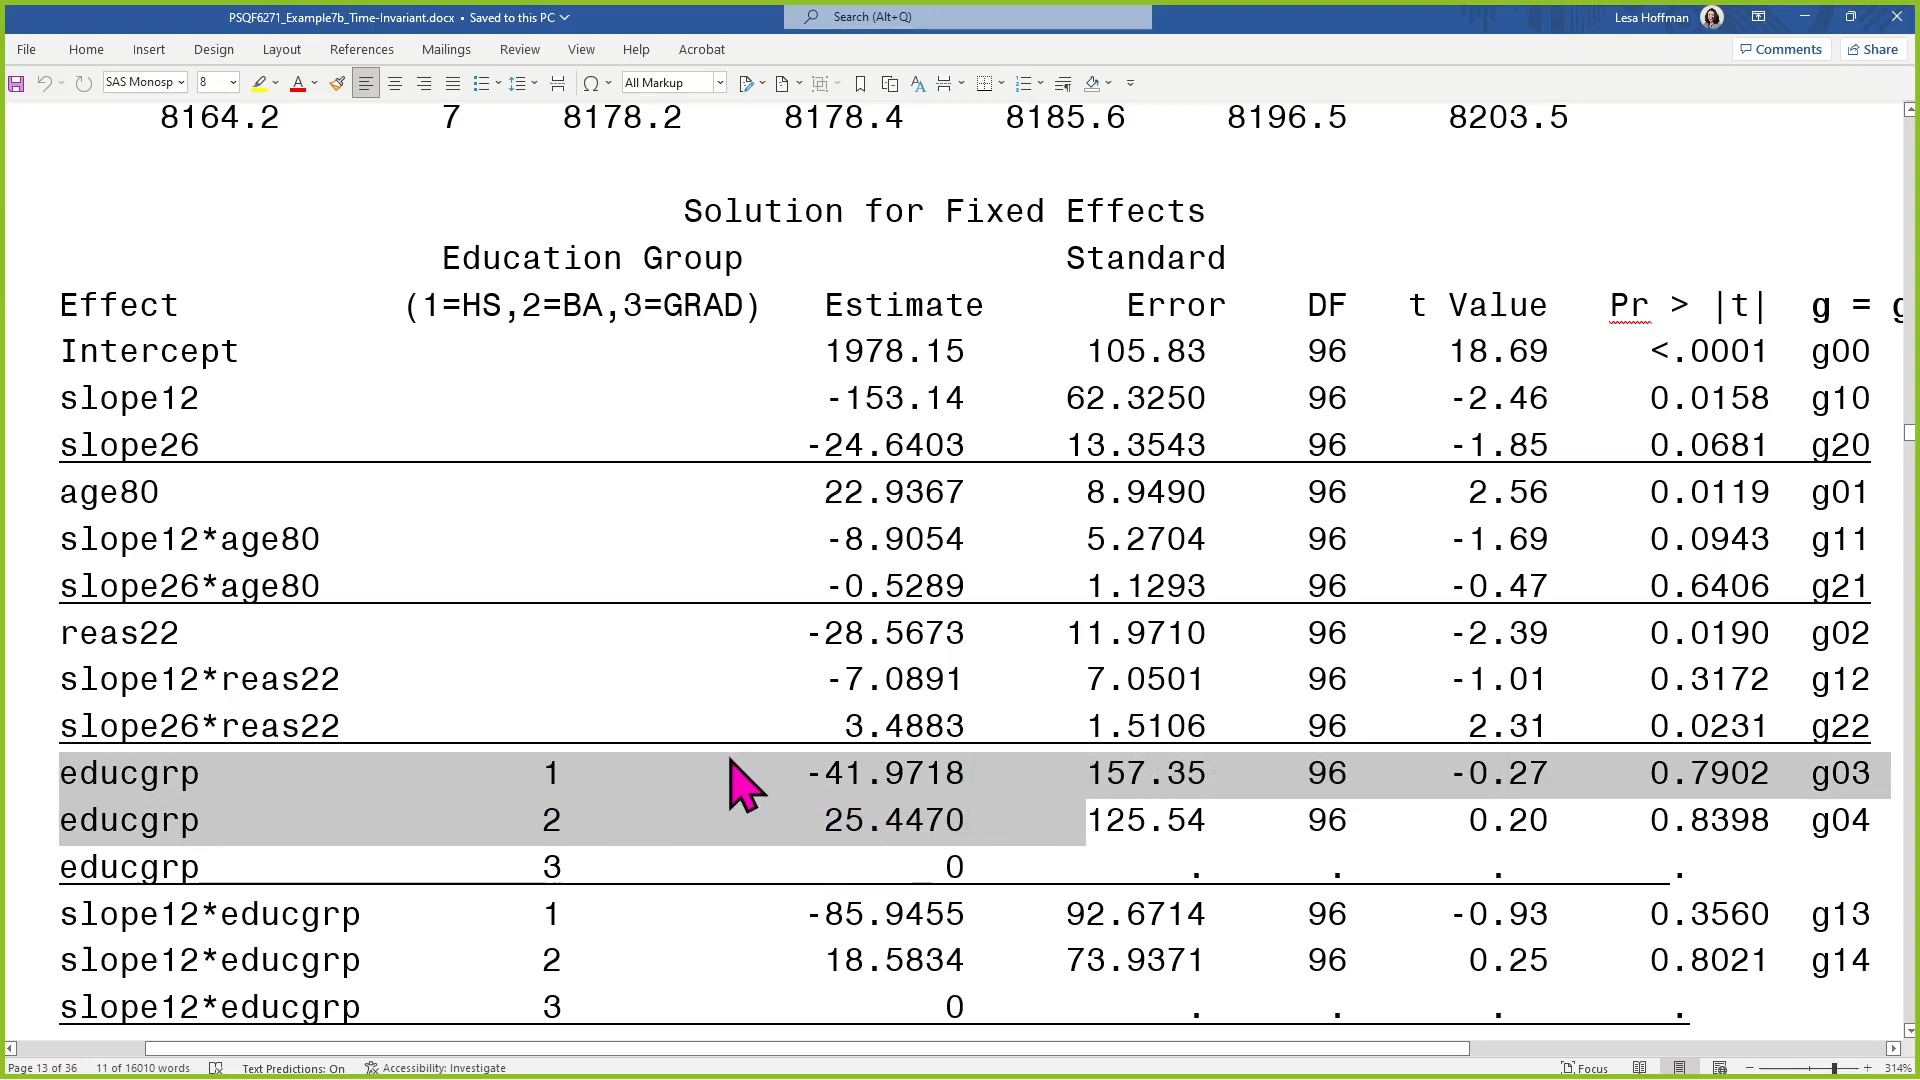 PSQF6271_Example7b_Time-Invariant.docx • Saved to this PC
Search (Alt+Q)
Lesa Hoffman
File Home Insert Design Layout References Mailings Review View Help Acrobat
Comments Share
SAS Monosp 8 All Markup
8164.2 7 8178.2 8178.4 8185.6 8196.5 8203.5
Solution for Fixed Effects
Education Group Standard
Effect (1=HS,2=BA,3=GRAD) Estimate Error DF t Value Pr > |t| g =
Intercept 1978.15 105.83 96 18.69 <.0001 g00
slope12 -153.14 62.3250 96 -2.46 0.0158 g10
slope26 -24.6403 13.3543 96 -1.85 0.0681 g20
age80 22.9367 8.9490 96 2.56 0.0119 g01
slope12*age80 -8.9054 5.2704 96 -1.69 0.0943 g11
slope26*age80 -0.5289 1.1293 96 -0.47 0.6406 g21
reas22 -28.5673 11.9710 96 -2.39 0.0190 g02
slope12*reas22 -7.0891 7.0501 96 -1.01 0.3172 g12
slope26*reas22 3.4883 1.5106 96 2.31 0.0231 g22
educgrp 1 -41.9718 157.35 96 -0.27 0.7902 g03
educgrp 2 25.4470 125.54 96 0.20 0.8398 g04
educgrp 3 0 . . . .
slope12*educgrp 1 -85.9455 92.6714 96 -0.93 0.3560 g13
slope12*educgrp 2 18.5834 73.9371 96 0.25 0.8021 g14
slope12*educgrp 3 0 . . . .
Page 13 of 36 11 of 16010 words Text Predictions: On Accessibility: Investigate Focus 314%